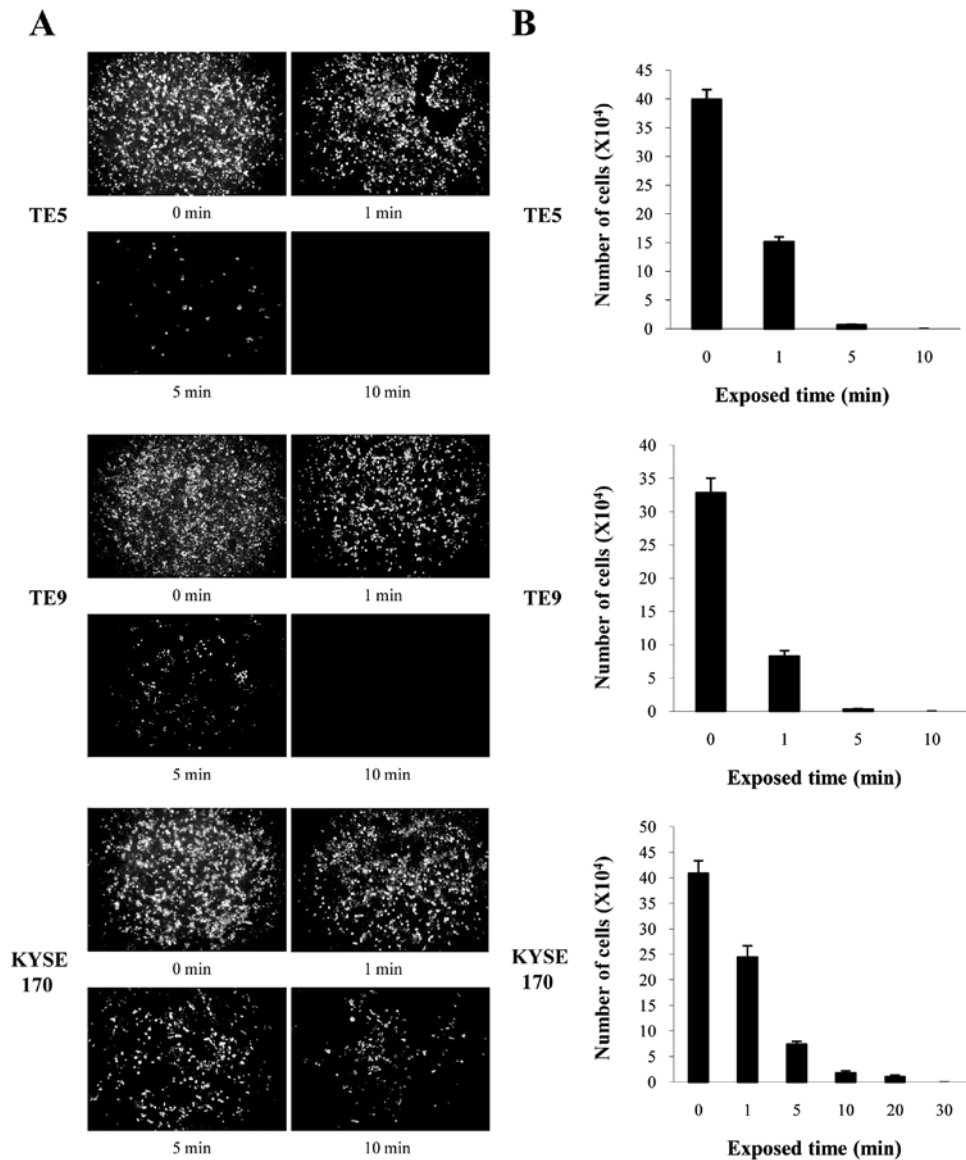 A
B
TE5
0 min
1 min
5 min
10 min
TE5
Number of cells (X10⁴)
45
40
35
30
25
20
15
10
5
0
0 1 5 10
Exposed time (min)
TE9
0 min
1 min
5 min
10 min
TE9
Number of cells (X10⁴)
40
35
30
25
20
15
10
5
0
0 1 5 10
Exposed time (min)
KYSE
170
0 min
1 min
5 min
10 min
KYSE
170
Number of cells (X10⁴)
50
45
40
35
30
25
20
15
10
5
0
0 1 5 10 20 30
Exposed time (min)